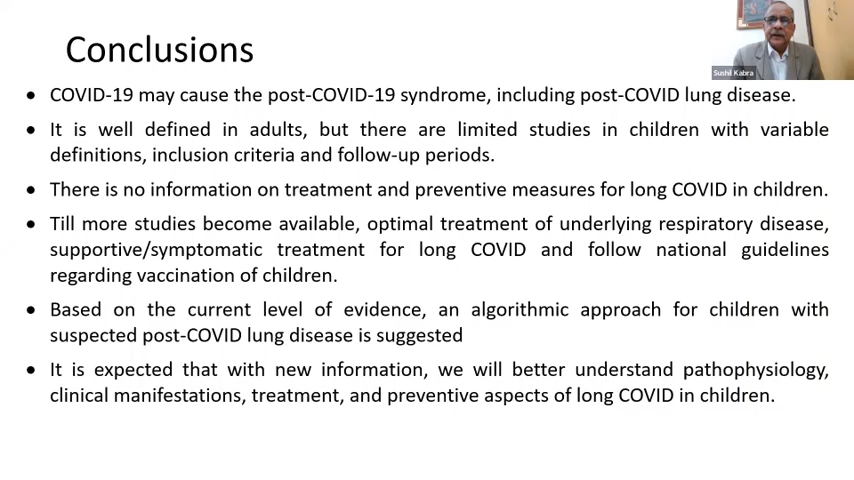 Conclusions
Sushil Kabra
• COVID-19 may cause the post-COVID-19 syndrome, including post-COVID lung disease.
• It is well defined in adults, but there are limited studies in children with variable
definitions, inclusion criteria and follow-up periods.
• There is no information on treatment and preventive measures for long COVID in children.
• Till more studies become available, optimal treatment of underlying respiratory disease,
supportive/symptomatic treatment for long COVID and follow national guidelines
regarding vaccination of children.
• Based on the current level of evidence, an algorithmic approach for children with
suspected post-COVID lung disease is suggested
• It is expected that with new information, we will better understand pathophysiology,
clinical manifestations, treatment, and preventive aspects of long COVID in children.